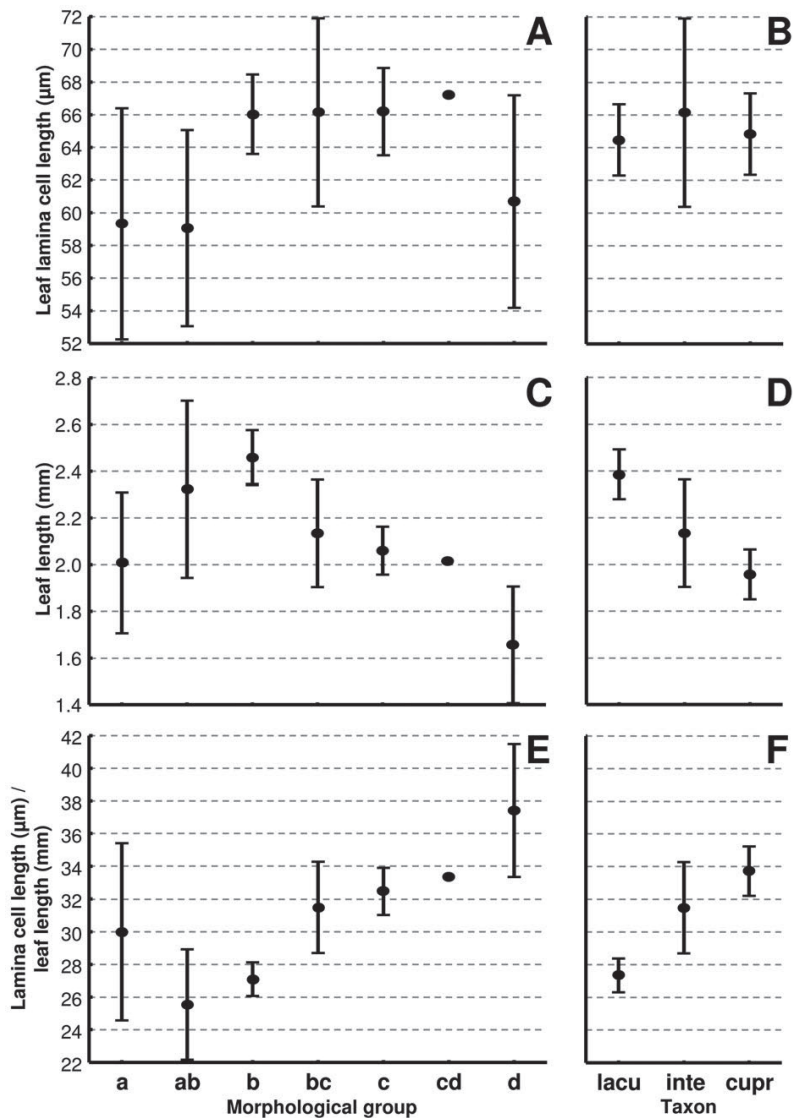 A
B
Leaf lamina cell length (µm)
72
70
68
66
64
62
60
58
56
54
52
C
D
Leaf length (mm)
2.8
2.6
2.4
2.2
2.0
1.8
1.6
1.4
E
F
Lamina cell length (µm) /
leaf length (mm)
42
40
38
36
34
32
30
28
26
24
22
a ab b bc c cd d
Morphological group
lacu inte cupr
Taxon